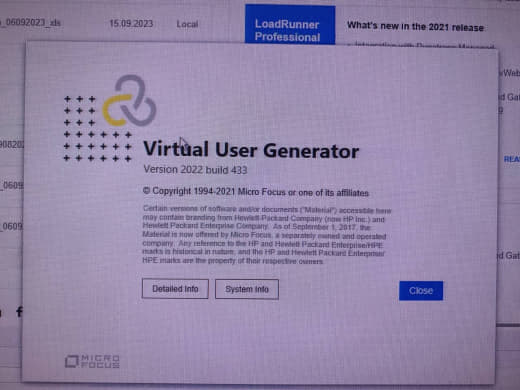 _06092023_xls 15.09.2023 Local
LoadRunner
Professional
What's new in the 2021 release
READ
Virtual User Generator
Version 2022 build 433
© Copyright 1994-2021 Micro Focus or one of its affiliates
Certain versions of software and/or documents ("Material") accessible here
may contain branding from Hewlett-Packard Company (now HP Inc.) and
Hewlett Packard Enterprise Company. As of September 1, 2017, the
Material is now offered by Micro Focus, a separately owned and operated
company. Any reference to the HP and Hewlett Packard Enterprise/HPE
marks is historical in nature, and the HP and Hewlett Packard Enterprise/
HPE marks are the property of their respective owners.
Detailed Info System Info Close
MICRO
FOCUS